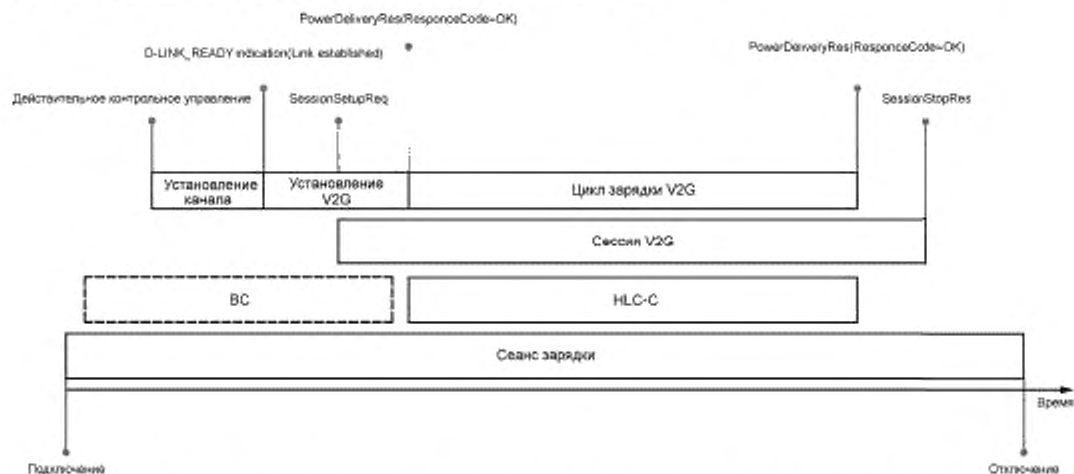 PowerDeliveryRes(ResponceCode=OK)
D-LINK_READY indication(Link established)
PowerDeliveryRes(ResponceCode=OK)
Действительное контрольное управление
SessionSetupReq
SessionStopRes
Установление канала
Установление V2G
Цикл зарядки V2G
Сессия V2G
BC
HLC-C
Сеанс зарядки
Время
Подключение
Отключение